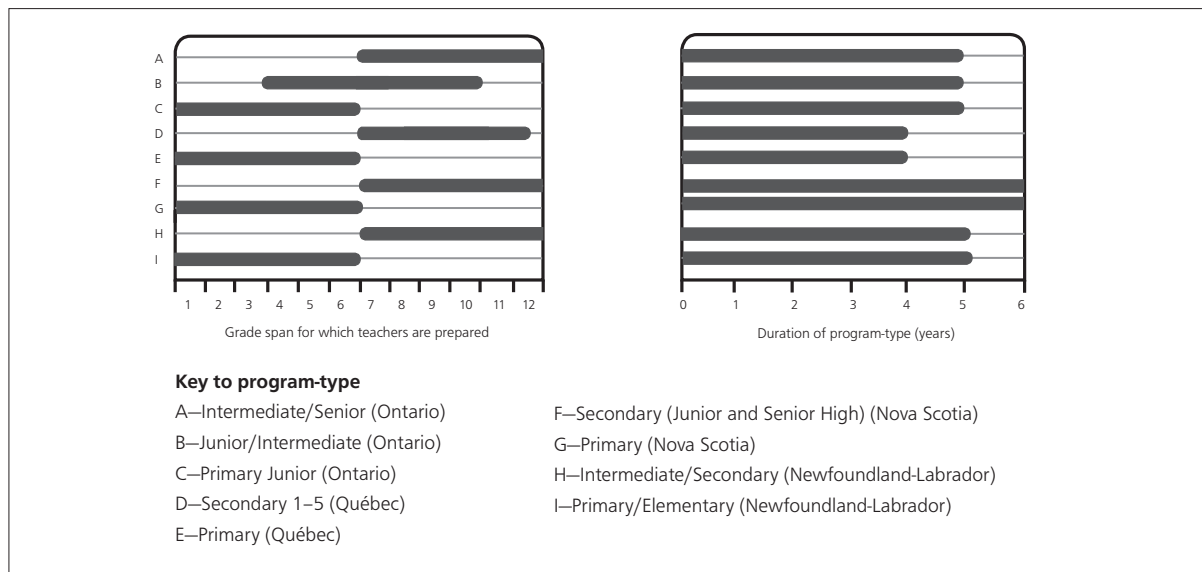 A
B
C
D
E
F
G
H
I
1 2 3 4 5 6 7 8 9 10 11 12
Grade span for which teachers are prepared
0 1 2 3 4 5 6
Duration of program-type (years)
Key to program-type
A—Intermediate/Senior (Ontario)
B—Junior/Intermediate (Ontario)
C—Primary Junior (Ontario)
D—Secondary 1–5 (Québec)
E—Primary (Québec)
F—Secondary (Junior and Senior High) (Nova Scotia)
G—Primary (Nova Scotia)
H—Intermediate/Secondary (Newfoundland-Labrador)
I—Primary/Elementary (Newfoundland-Labrador)